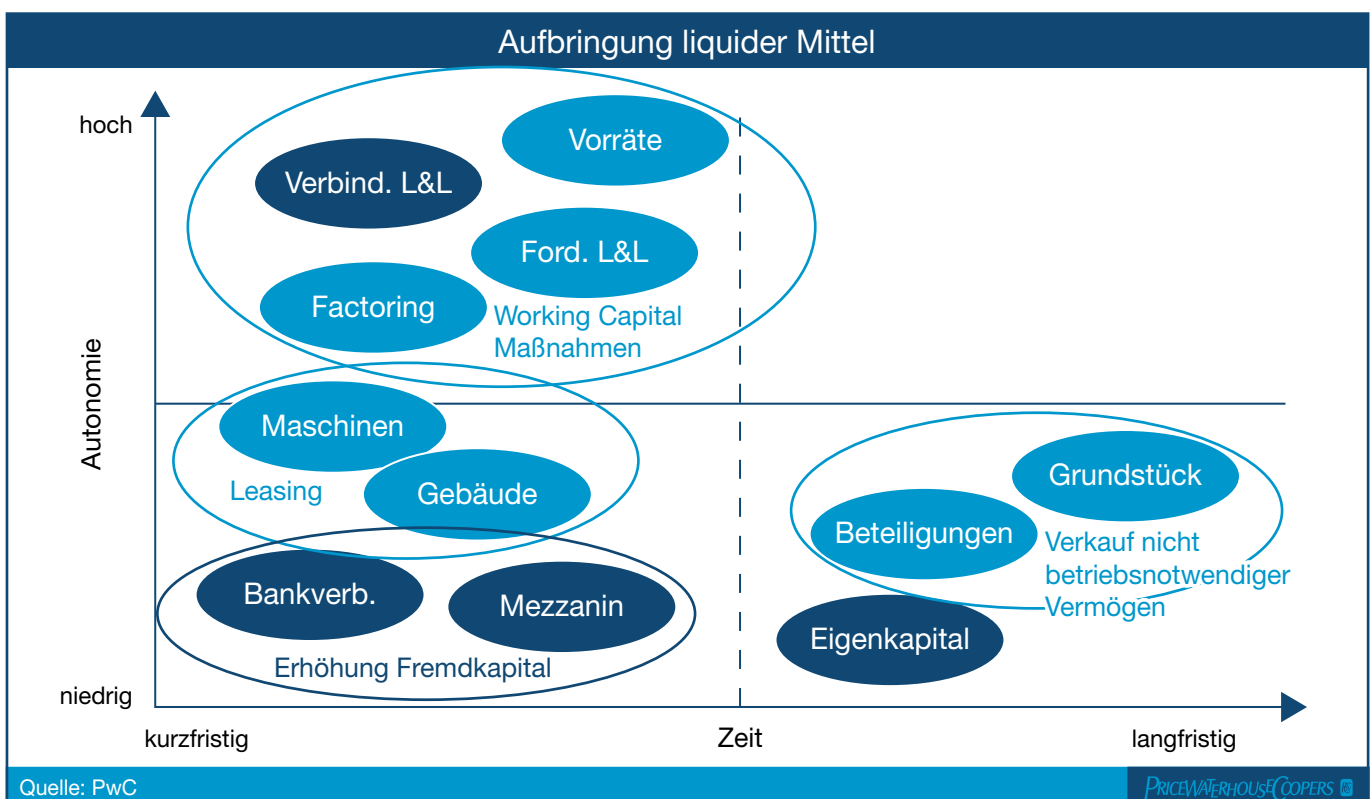 Aufbringung liquider Mittel
hoch
Vorräte
Verbind. L&L
Ford. L&L
Factoring
Working Capital
Maßnahmen
Autonomie
Maschinen
Leasing
Gebäude
Grundstück
Beteiligungen
Verkauf nicht
betriebsnotwendiger
Vermögen
Bankverb.
Mezzanin
Eigenkapital
Erhöhung Fremdkapital
niedrig
kurzfristig
Zeit
langfristig
Quelle: PwC
PRICEWATERHOUSECOOPERS